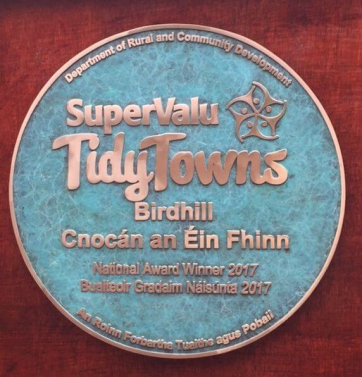 Department of Rural and Community Development
SuperValu
TidyTowns
Birdhill
Cnocán an Éin Fhinn
National Award Winner 2017
Buaiteoir Gradaim Náisiúnta 2017
An Roinn Forbartha Tuaithe agus Pobail